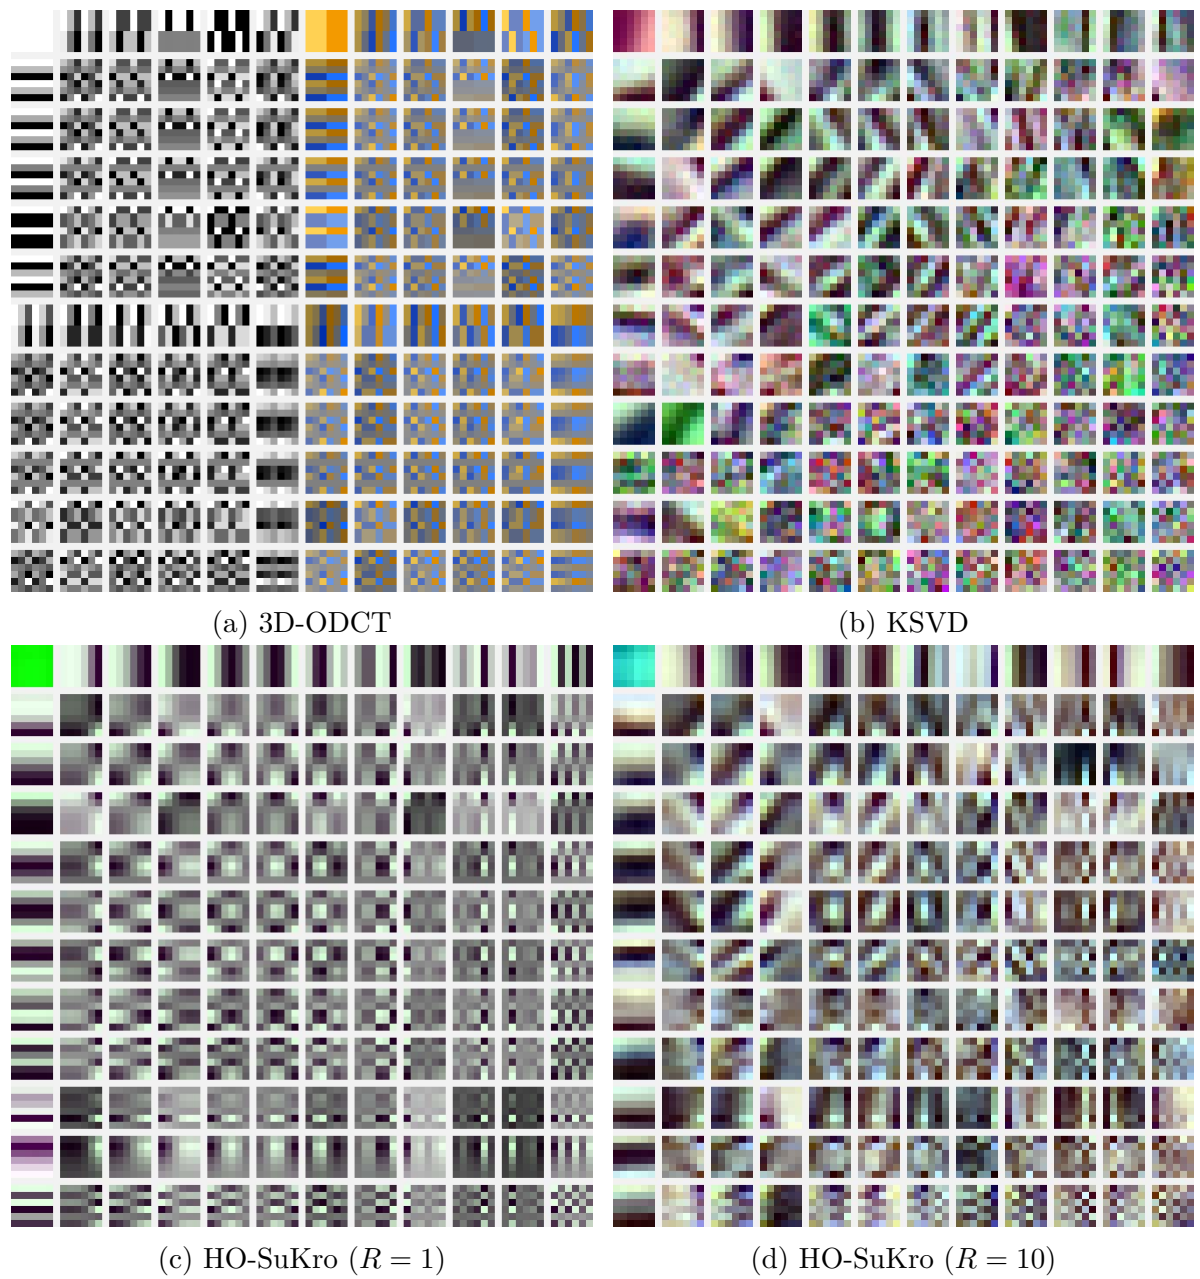 (a) 3D-ODCT
(b) KSVD
(c) HO-SuKro (R = 1)
(d) HO-SuKro (R = 10)